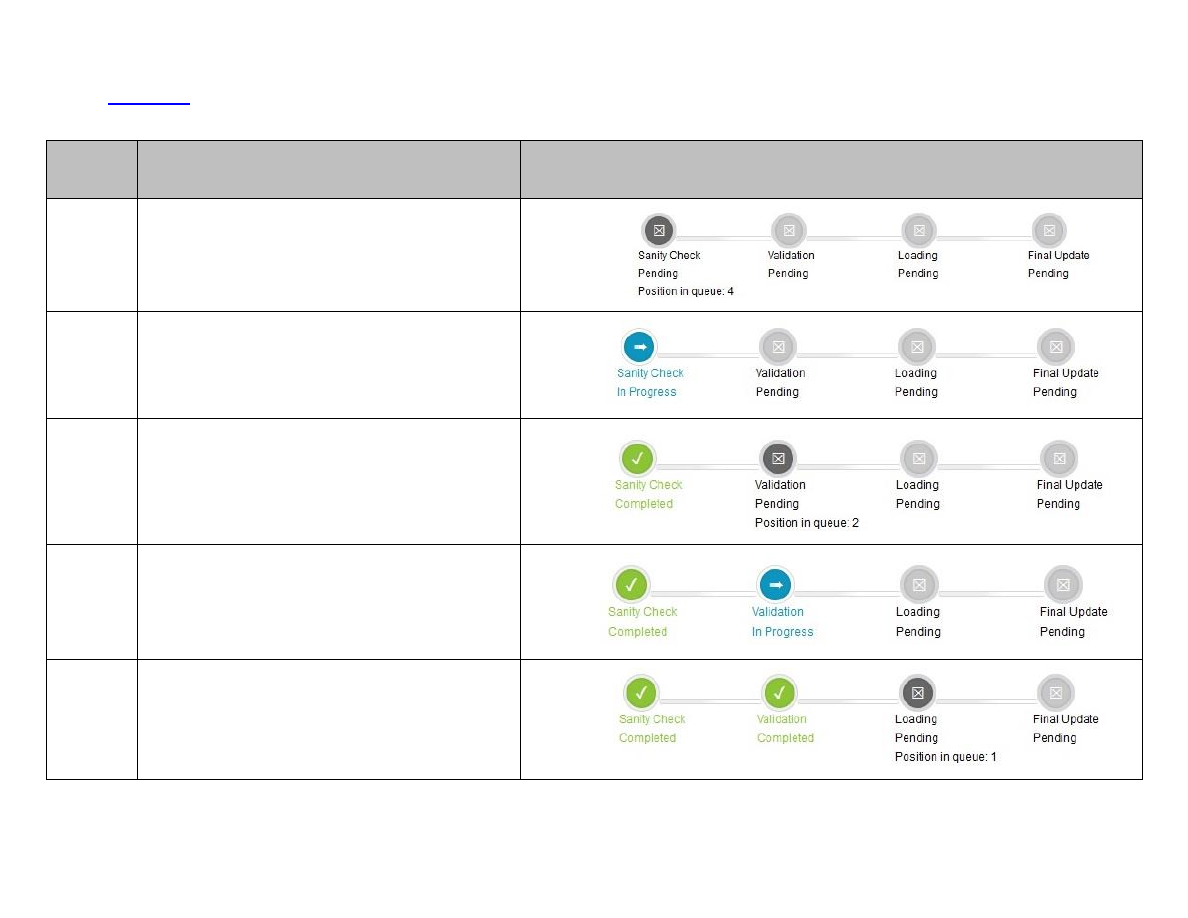 Sanity Check Validation Loading Final Update
Pending Pending Pending Pending
Position in queue: 4
Sanity Check Validation Loading Final Update
In Progress Pending Pending Pending
Sanity Check Validation Loading Final Update
Completed Pending Pending Pending
Position in queue: 2
Sanity Check Validation Loading Final Update
Completed In Progress Pending Pending
Sanity Check Validation Loading Final Update
Completed Completed Pending Pending
Position in queue: 1